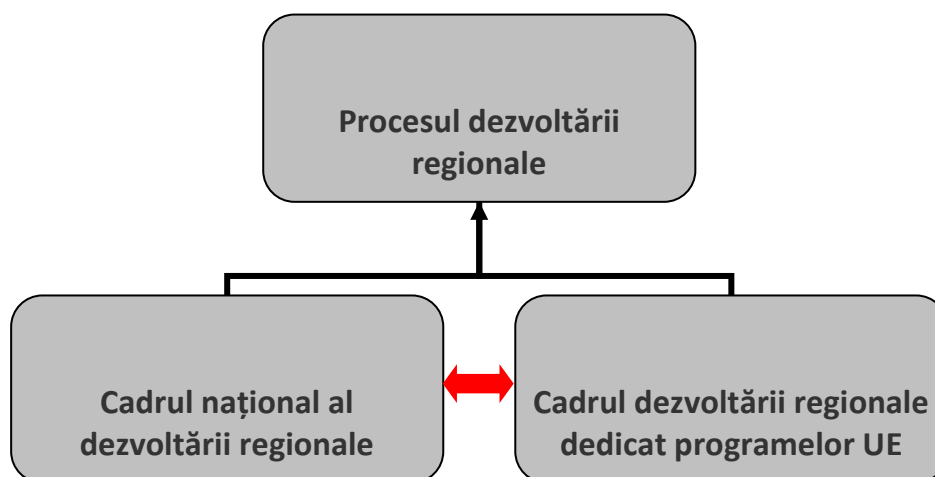 Procesul dezvoltării
regionale
Cadrul național al
dezvoltării regionale
Cadrul dezvoltării regionale
dedicat programelor UE